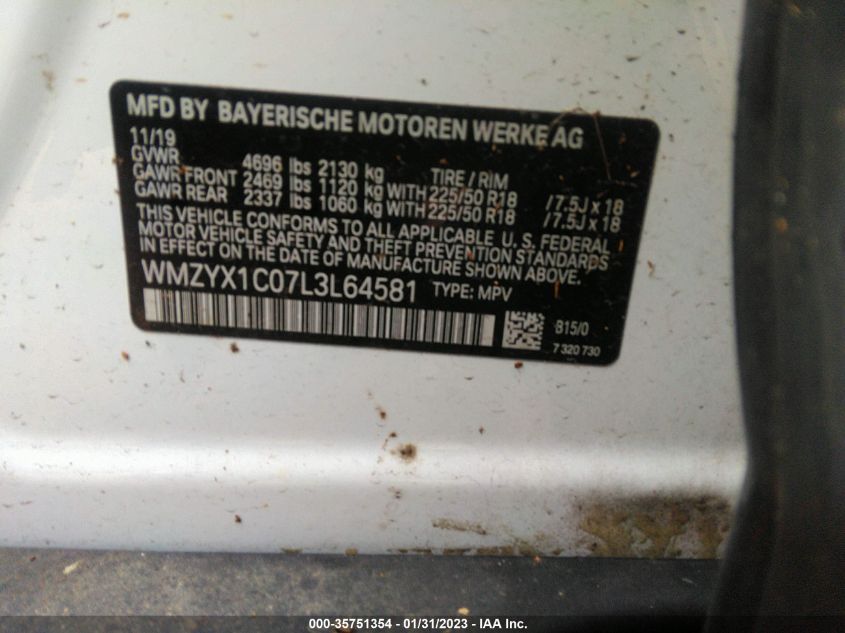 MFD BY BAYERISCHE MOTOREN WERKE AG
11/19
GVWR 4696 lbs 2130 kg TIRE / RIM
GAWR FRONT 2469 lbs 1120 kg WITH 225/50 R18 /7.5J x 18
GAWR REAR 2337 lbs 1060 kg WITH 225/50 R18 /7.5J x 18
THIS VEHICLE CONFORMS TO ALL APPLICABLE U. S. FEDERAL
MOTOR VEHICLE SAFETY AND THEFT PREVENTION STANDARDS
IN EFFECT ON THE DATE OF MANUFACTURE SHOWN ABOVE.
WMZYX1C07L3L64581 TYPE: MPV
B15/0
7 320 730
000-35751354 - 01/31/2023 - IAA Inc.